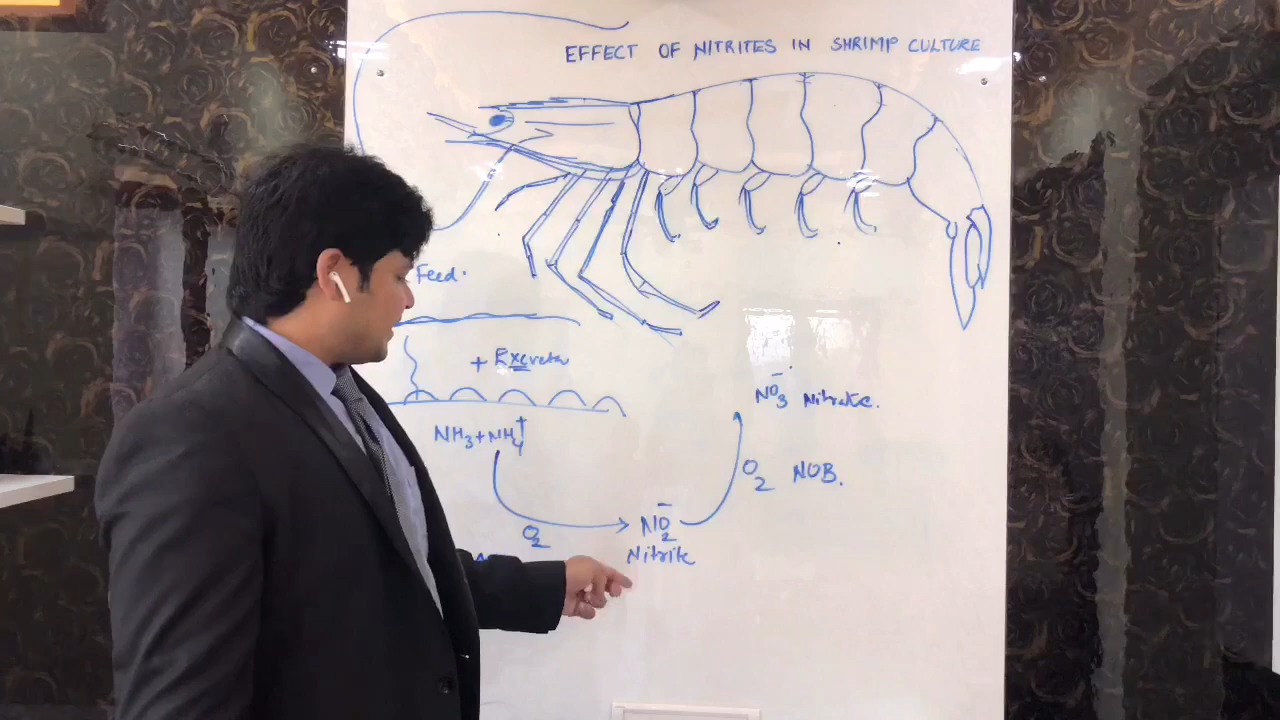 EFFECT OF NITRITES IN SHRIMP CULTURE
Feed.
+ Excreta
NH₃ + NH₄⁺
O₂
NO₂⁻
Nitrite
O₂ NOB.
NO₃⁻ Nitrate.